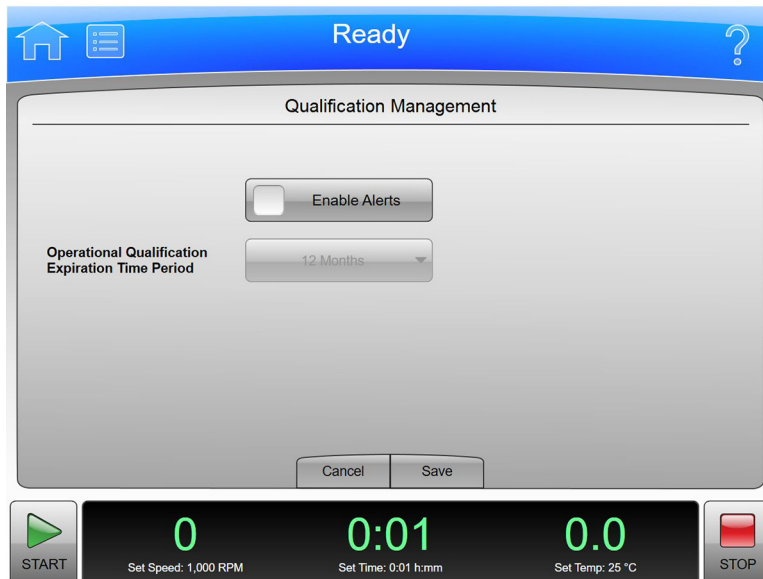 Ready
?
Qualification Management
Enable Alerts
Operational Qualification
Expiration Time Period
12 Months
Cancel
Save
START
0
Set Speed: 1,000 RPM
0:01
Set Time: 0:01 h:mm
0.0
Set Temp: 25 °C
STOP